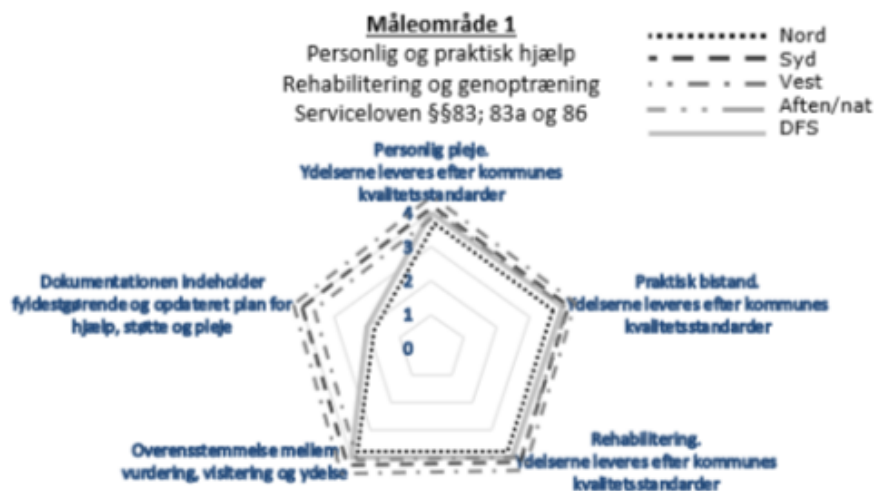 Måleområde 1
Personlig og praktisk hjælp
Rehabilitering og genoptræning
Serviceloven §§83; 83a og 86
Nord
Syd
Vest
Aften/nat
DFS
Personlig pleje.
Ydelserne leveres efter kommunes
kvalitetsstandarder
4
3
2
1
0
Praktisk bistand.
Ydelserne leveres efter kommunes
kvalitetsstandarder
Rehabilitering.
Ydelserne leveres efter kommunes
kvalitetsstandarder
Overensstemmelse mellem
vurdering, visitering og ydelse
Dokumentationen indeholder
fyldestgørende og opdateret plan for
hjælp, støtte og pleje